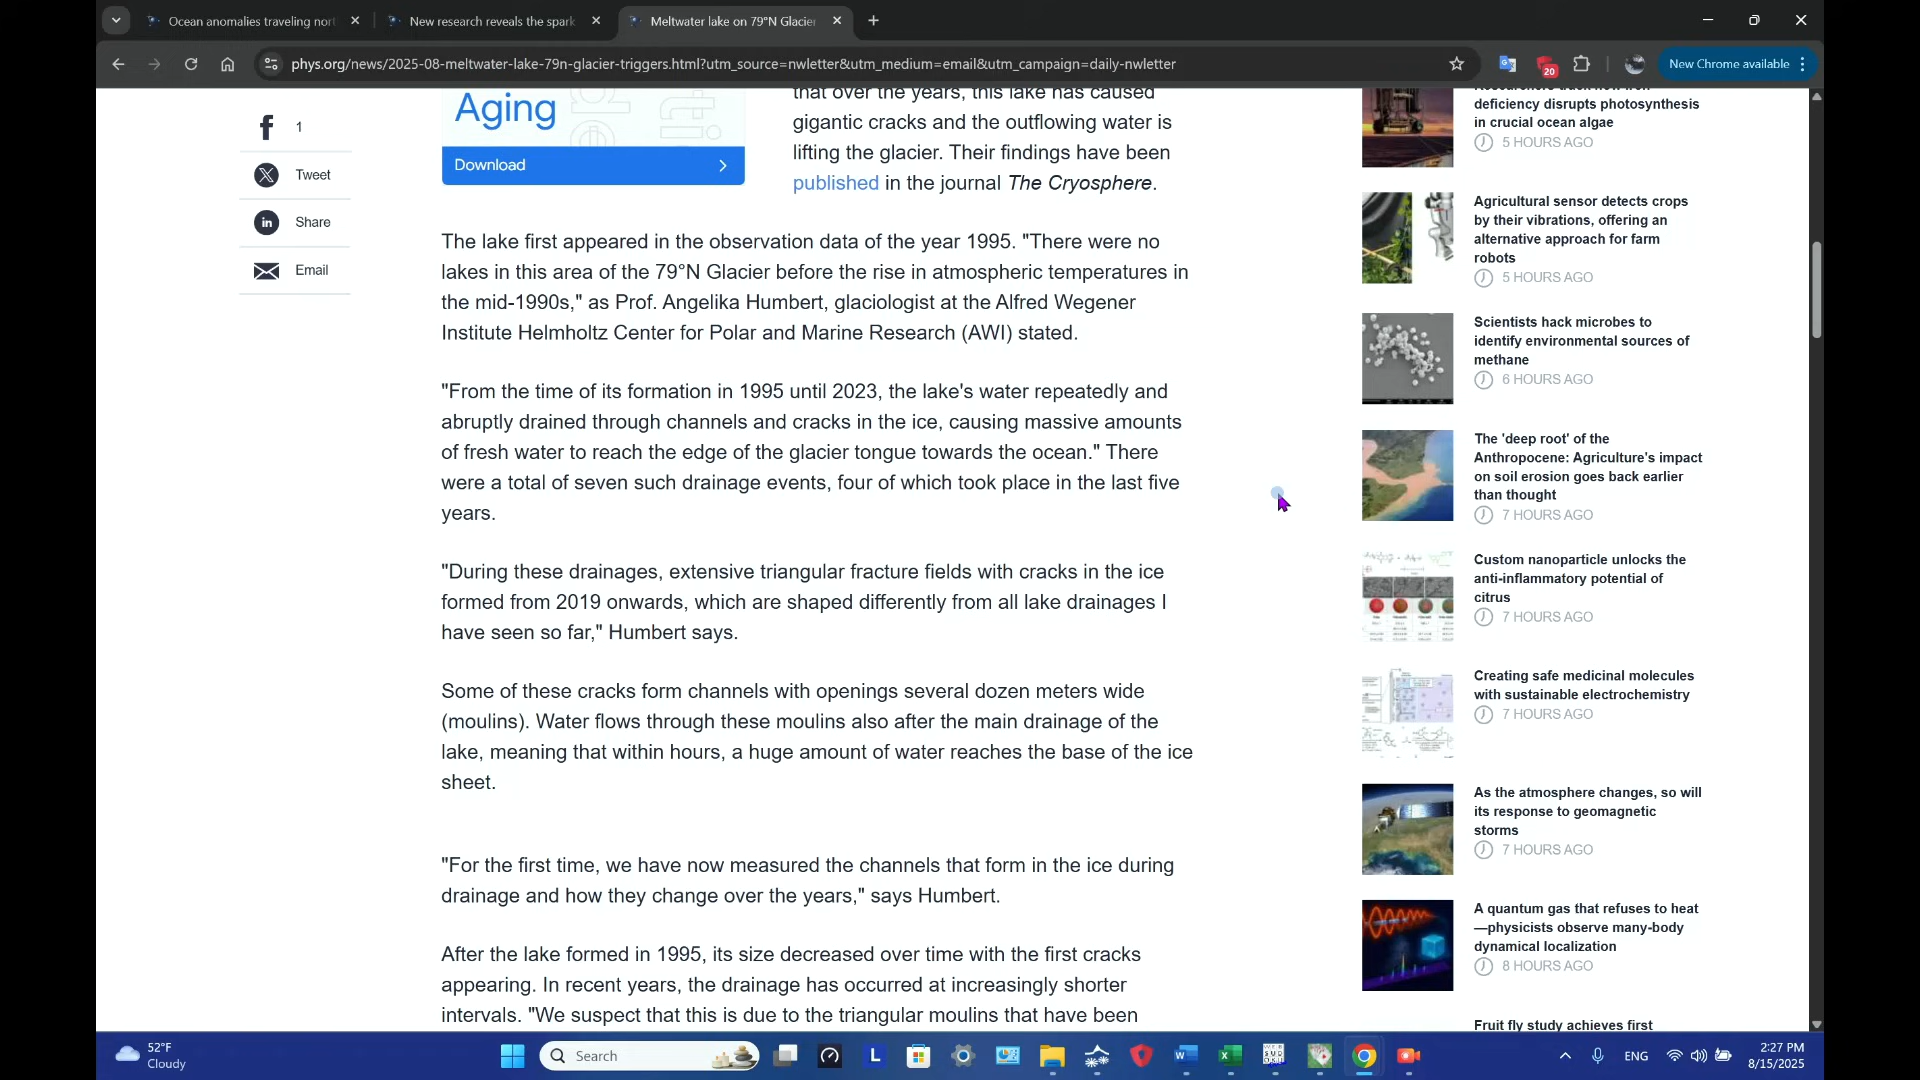 Ocean anomalies traveling nort
New research reveals the spark
Meltwater lake on 79°N Glacier
phys.org/news/2025-08-meltwater-lake-79n-glacier-triggers.html?utm_source=nwletter&utm_medium=email&utm_campaign=daily-nwletter
20
New Chrome available
1
Tweet
Share
Email
Aging
Download
that over the years, this lake has caused
gigantic cracks and the outflowing water is
lifting the glacier. Their findings have been
published in the journal The Cryosphere.
The lake first appeared in the observation data of the year 1995. "There were no
lakes in this area of the 79°N Glacier before the rise in atmospheric temperatures in
the mid-1990s," as Prof. Angelika Humbert, glaciologist at the Alfred Wegener
Institute Helmholtz Center for Polar and Marine Research (AWI) stated.
"From the time of its formation in 1995 until 2023, the lake's water repeatedly and
abruptly drained through channels and cracks in the ice, causing massive amounts
of fresh water to reach the edge of the glacier tongue towards the ocean." There
were a total of seven such drainage events, four of which took place in the last five
years.
"During these drainages, extensive triangular fracture fields with cracks in the ice
formed from 2019 onwards, which are shaped differently from all lake drainages I
have seen so far," Humbert says.
Some of these cracks form channels with openings several dozen meters wide
(moulins). Water flows through these moulins also after the main drainage of the
lake, meaning that within hours, a huge amount of water reaches the base of the ice
sheet.
"For the first time, we have now measured the channels that form in the ice during
drainage and how they change over the years," says Humbert.
After the lake formed in 1995, its size decreased over time with the first cracks
appearing. In recent years, the drainage has occurred at increasingly shorter
intervals. "We suspect that this is due to the triangular moulins that have been
deficiency disrupts photosynthesis
in crucial ocean algae
5 HOURS AGO
Agricultural sensor detects crops
by their vibrations, offering an
alternative approach for farm
robots
5 HOURS AGO
Scientists hack microbes to
identify environmental sources of
methane
6 HOURS AGO
The 'deep root' of the
Anthropocene: Agriculture's impact
on soil erosion goes back earlier
than thought
7 HOURS AGO
Custom nanoparticle unlocks the
anti-inflammatory potential of
citrus
7 HOURS AGO
Creating safe medicinal molecules
with sustainable electrochemistry
7 HOURS AGO
As the atmosphere changes, so will
its response to geomagnetic
storms
7 HOURS AGO
A quantum gas that refuses to heat
—physicists observe many-body
dynamical localization
8 HOURS AGO
Fruit fly study achieves first
52°F
Cloudy
Search
ENG
2:27 PM
8/15/2025